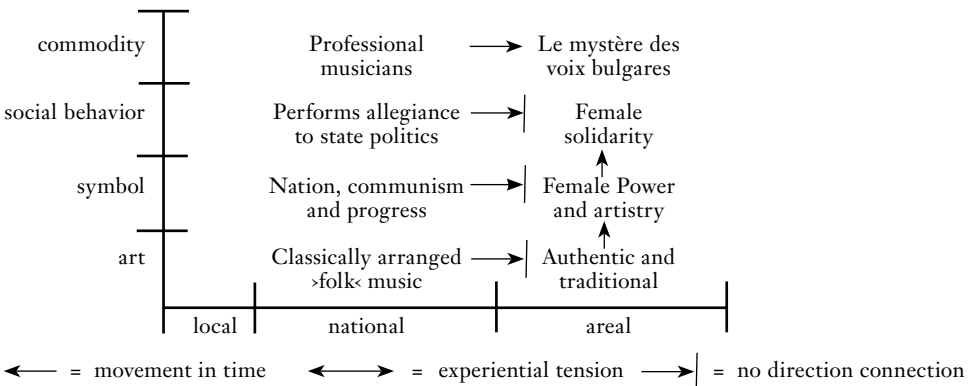 commodity
Professional
musicians
Le mystère des
voix bulgares
social behavior
Performs allegiance
to state politics
Female
solidarity
symbol
Nation, communism
and progress
Female Power
and artistry
art
Classically arranged
›folk‹ music
Authentic and
traditional
local national areal
= movement in time = experiential tension = no direction connection